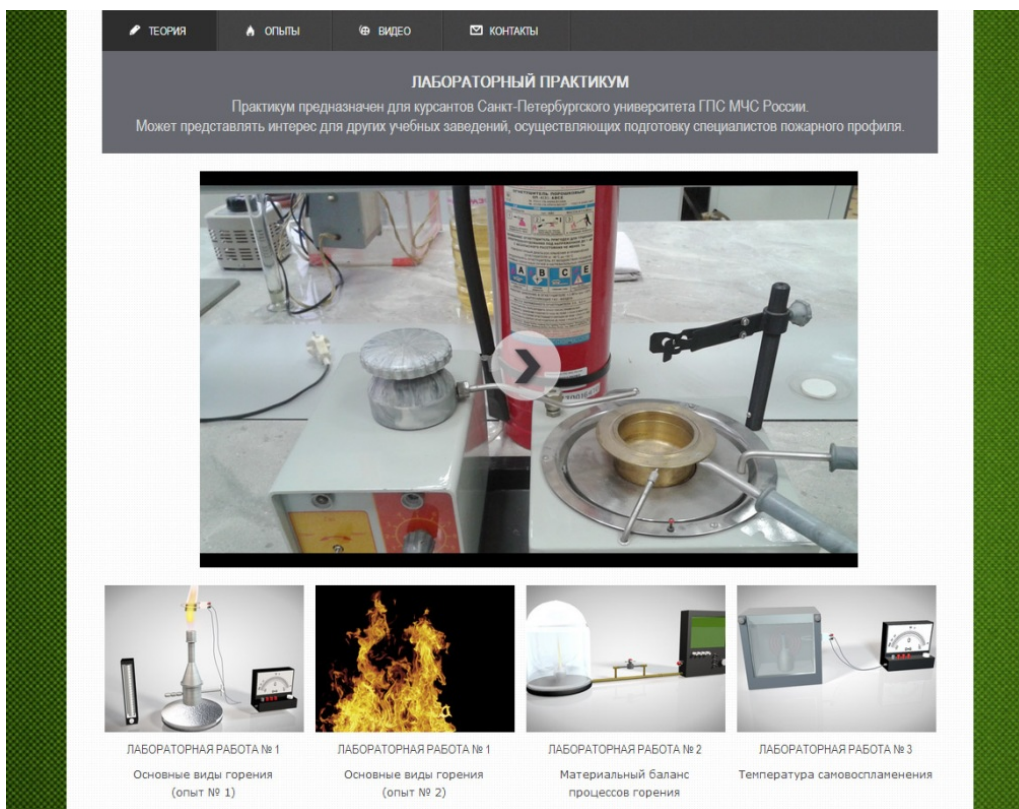 ТЕОРИЯ ОПЫТЫ ВИДЕО КОНТАКТЫ
ЛАБОРАТОРНЫЙ ПРАКТИКУМ
Практикум предназначен для курсантов Санкт-Петербургского университета ГПС МЧС России.
Может представлять интерес для других учебных заведений, осуществляющих подготовку специалистов пожарного профиля.
A B C E
ЛАБОРАТОРНАЯ РАБОТА № 1
Основные виды горения
(опыт № 1)
ЛАБОРАТОРНАЯ РАБОТА № 1
Основные виды горения
(опыт № 2)
ЛАБОРАТОРНАЯ РАБОТА № 2
Материальный баланс
процессов горения
ЛАБОРАТОРНАЯ РАБОТА № 3
Температура самовоспламенения